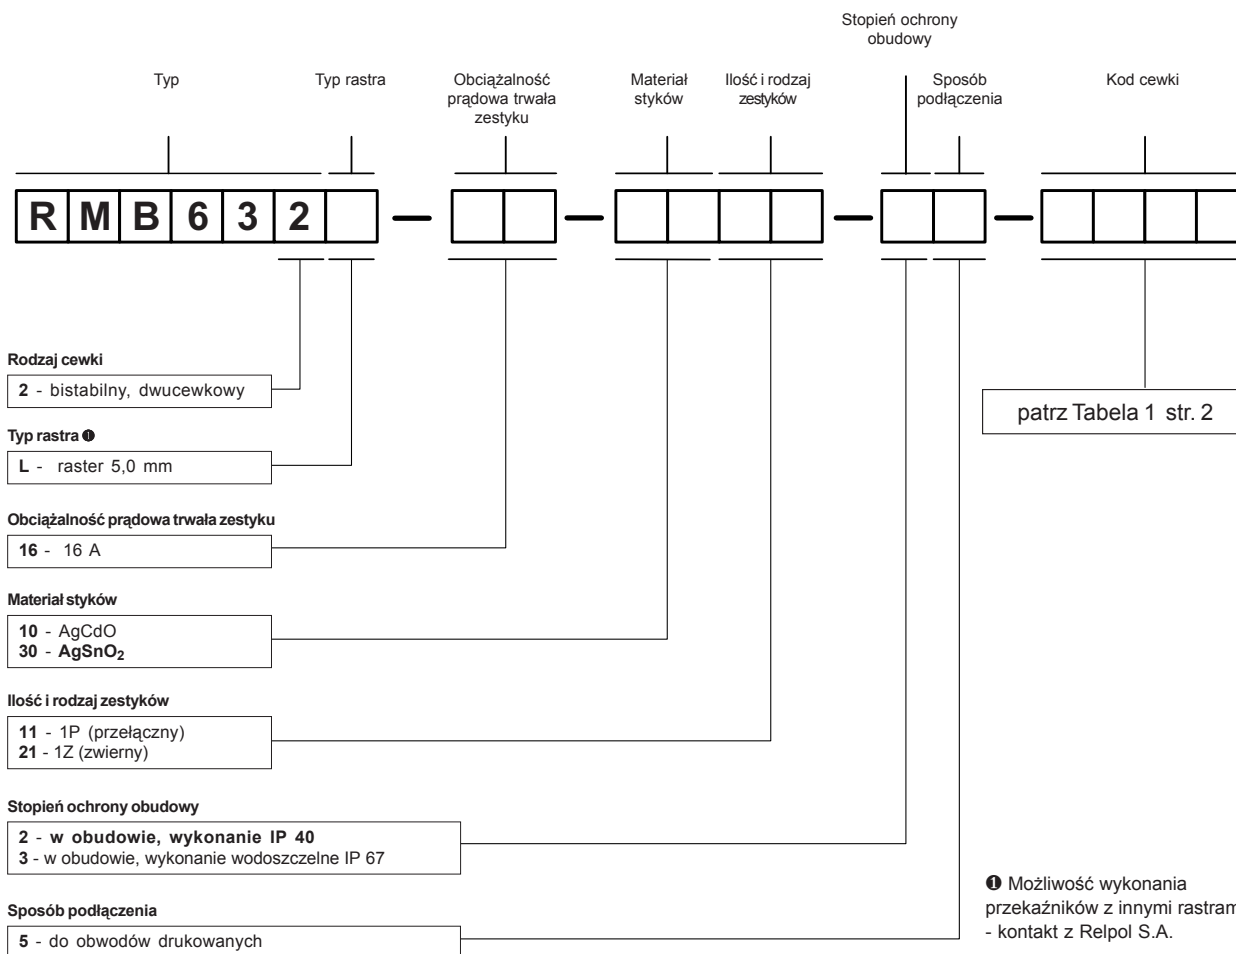 Stopień ochrony
obudowy
Typ
Typ rastra
Obciążalność
prądowa trwała
zestyku
Materiał
styków
Ilość i rodzaj
zestyków
Sposób
podłączenia
Kod cewki
R M B 6 3 2 — — — —
Rodzaj cewki
2 - bistabilny, dwucewkowy
patrz Tabela 1 str. 2
Typ rastra ❶
L - raster 5,0 mm
Obciążalność prądowa trwała zestyku
16 - 16 A
Materiał styków
10 - AgCdO
30 - AgSnO₂
Ilość i rodzaj zestyków
11 - 1P (przełączny)
21 - 1Z (zwierny)
Stopień ochrony obudowy
2 - w obudowie, wykonanie IP 40
3 - w obudowie, wykonanie wodoszczelne IP 67
Sposób podłączenia
5 - do obwodów drukowanych
❶ Możliwość wykonania
przekaźników z innymi rastram
- kontakt z Relpol S.A.